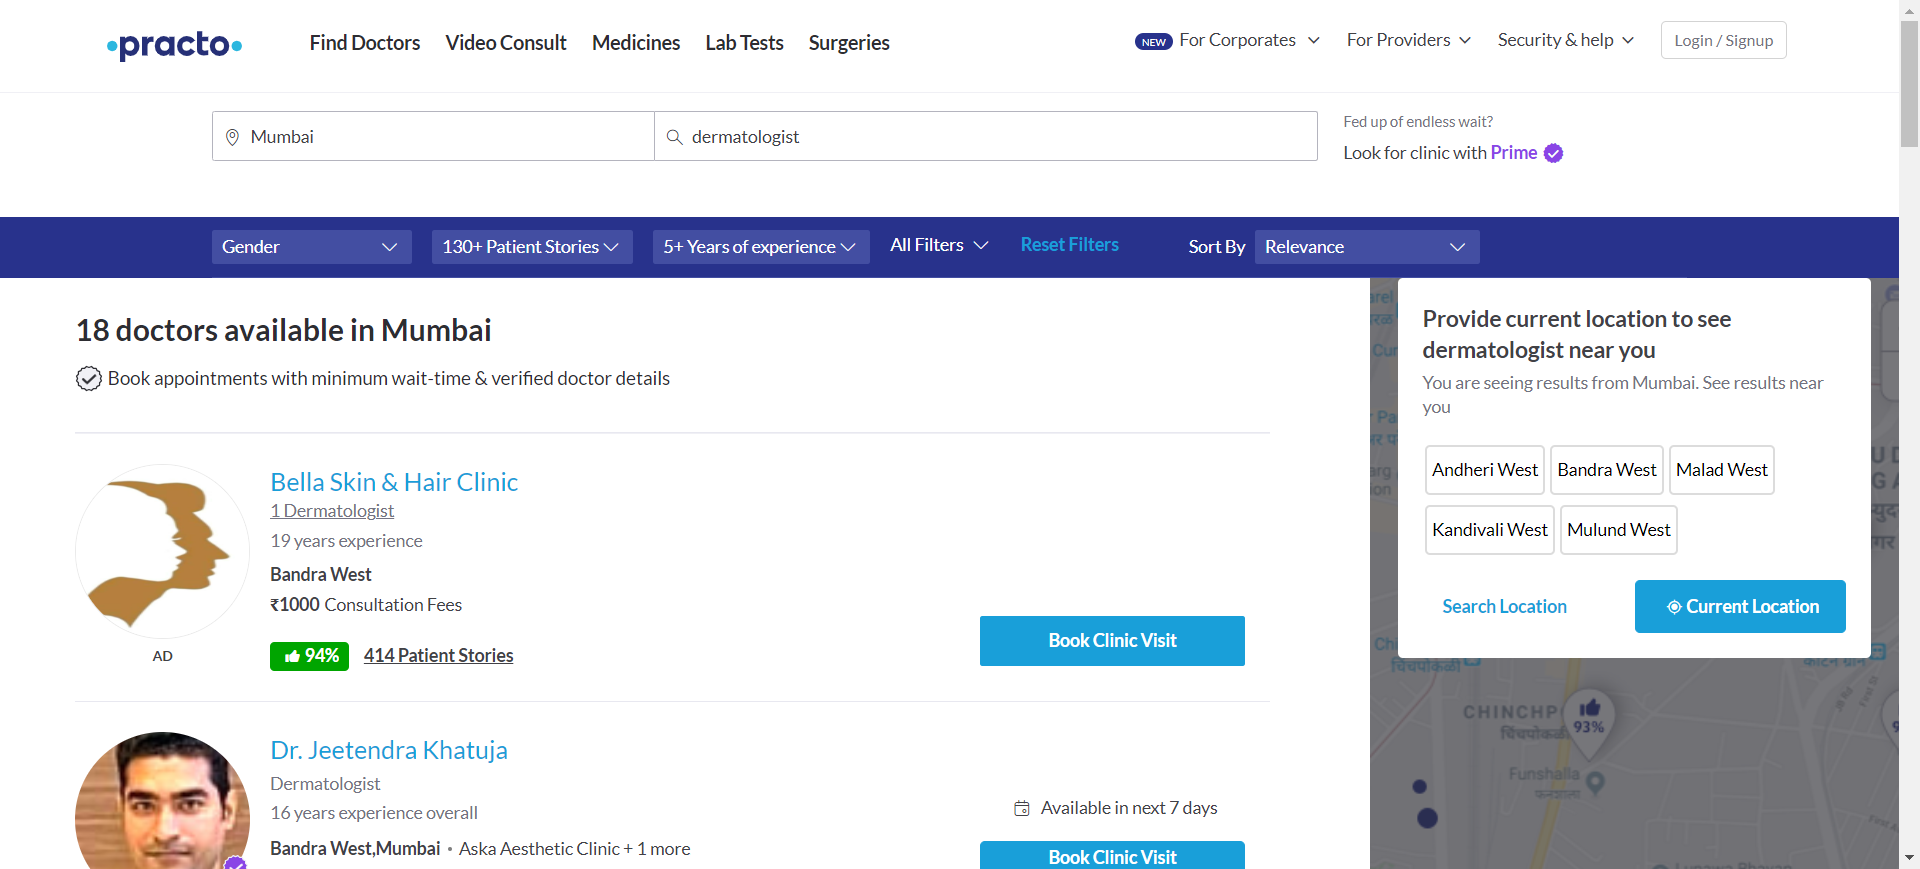 practo
Find Doctors
Video Consult
Medicines
Lab Tests
Surgeries
NEW For Corporates
For Providers
Security & help
Login / Signup
Mumbai
dermatologist
Fed up of endless wait?
Look for clinic with Prime
Gender
130+ Patient Stories
5+ Years of experience
All Filters
Reset Filters
Sort By
Relevance
18 doctors available in Mumbai
Book appointments with minimum wait-time & verified doctor details
Bella Skin & Hair Clinic
1 Dermatologist
19 years experience
Bandra West
₹1000 Consultation Fees
94%
414 Patient Stories
AD
Book Clinic Visit
Dr. Jeetendra Khatuja
Dermatologist
16 years experience overall
Bandra West,Mumbai • Aska Aesthetic Clinic + 1 more
Available in next 7 days
Book Clinic Visit
Provide current location to see
dermatologist near you
You are seeing results from Mumbai. See results near
you
Andheri West
Bandra West
Malad West
Kandivali West
Mulund West
Search Location
Current Location
CHINCHP
चिंचपोकळी
93%
Funshalla
फनशाला
चिंचपोकळी